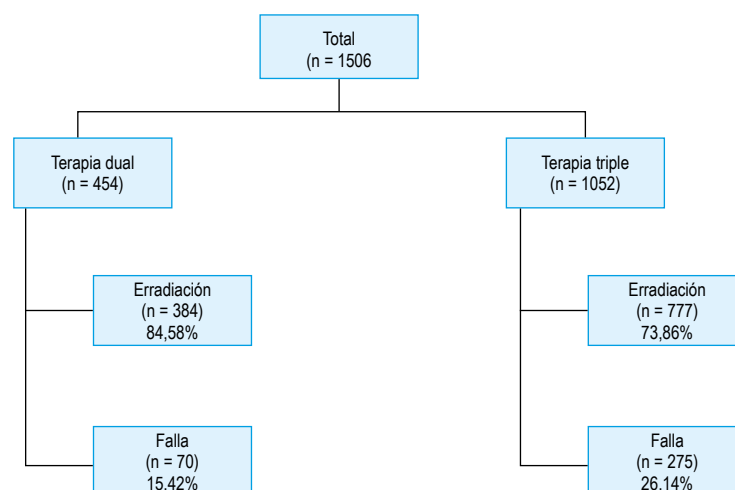 Total
(n = 1506
Terapia dual
(n = 454)
Terapia triple
(n = 1052)
Erradiación
(n = 384)
84,58%
Erradiación
(n = 777)
73,86%
Falla
(n = 70)
15,42%
Falla
(n = 275)
26,14%